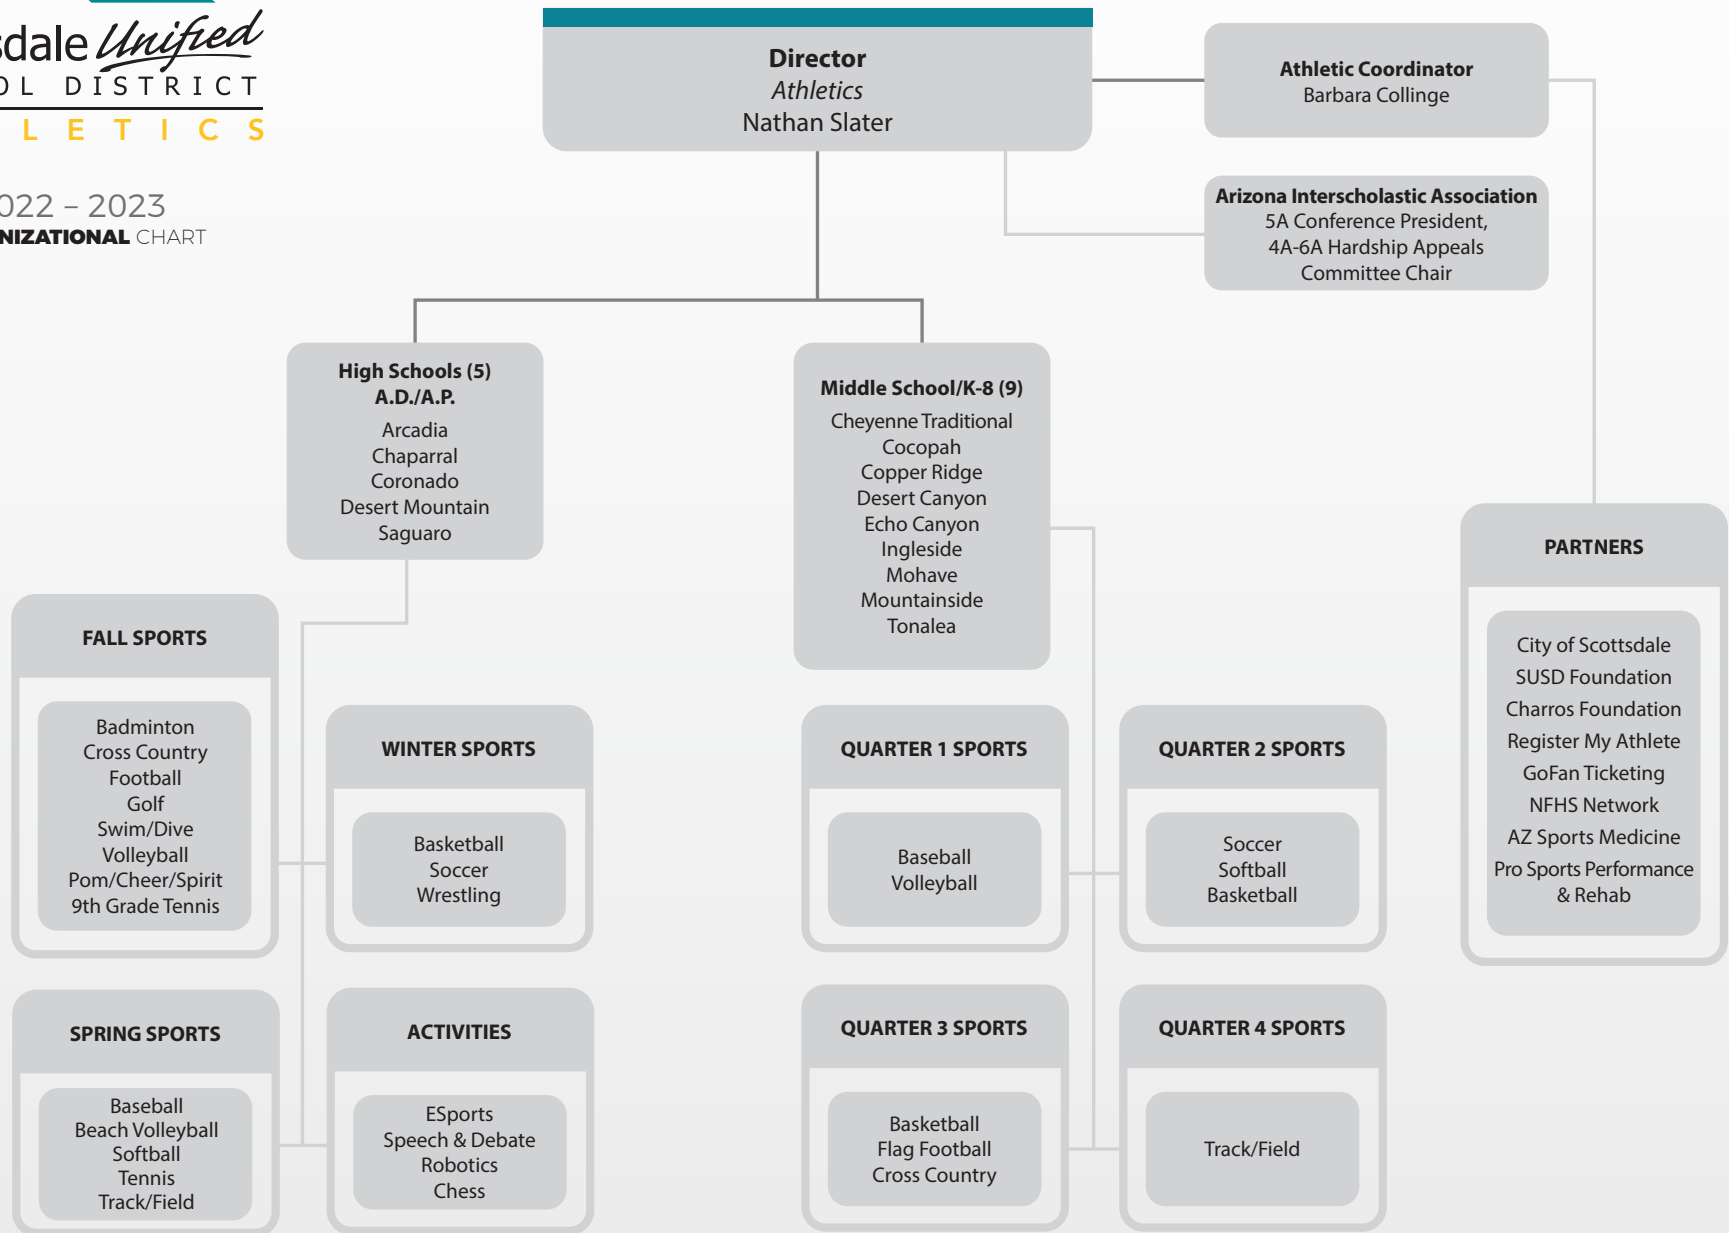 sdale Unified
OL DISTRICT
LETICS
022 – 2023
NIZATIONAL CHART
Director
Athletics
Nathan Slater
Athletic Coordinator
Barbara Collinge
Arizona Interscholastic Association
5A Conference President,
4A-6A Hardship Appeals
Committee Chair
High Schools (5)
A.D./A.P.
Arcadia
Chaparral
Coronado
Desert Mountain
Saguaro
Middle School/K-8 (9)
Cheyenne Traditional
Cocopah
Copper Ridge
Desert Canyon
Echo Canyon
Ingleside
Mohave
Mountainside
Tonalea
PARTNERS
City of Scottsdale
SUSD Foundation
Charros Foundation
Register My Athlete
GoFan Ticketing
NFHS Network
AZ Sports Medicine
Pro Sports Performance
& Rehab
FALL SPORTS
Badminton
Cross Country
Football
Golf
Swim/Dive
Volleyball
Pom/Cheer/Spirit
9th Grade Tennis
WINTER SPORTS
Basketball
Soccer
Wrestling
QUARTER 1 SPORTS
Baseball
Volleyball
QUARTER 2 SPORTS
Soccer
Softball
Basketball
SPRING SPORTS
Baseball
Beach Volleyball
Softball
Tennis
Track/Field
ACTIVITIES
ESports
Speech & Debate
Robotics
Chess
QUARTER 3 SPORTS
Basketball
Flag Football
Cross Country
QUARTER 4 SPORTS
Track/Field